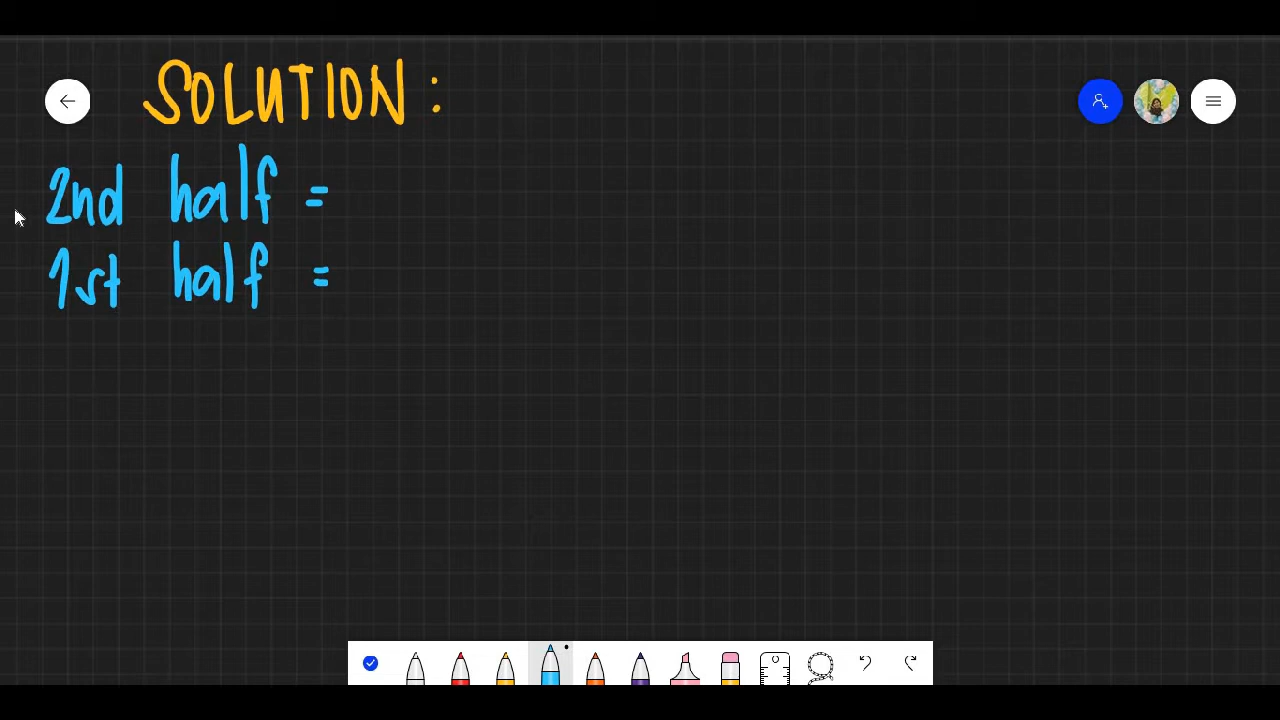 SOLUTION:
2nd half =
1st half =